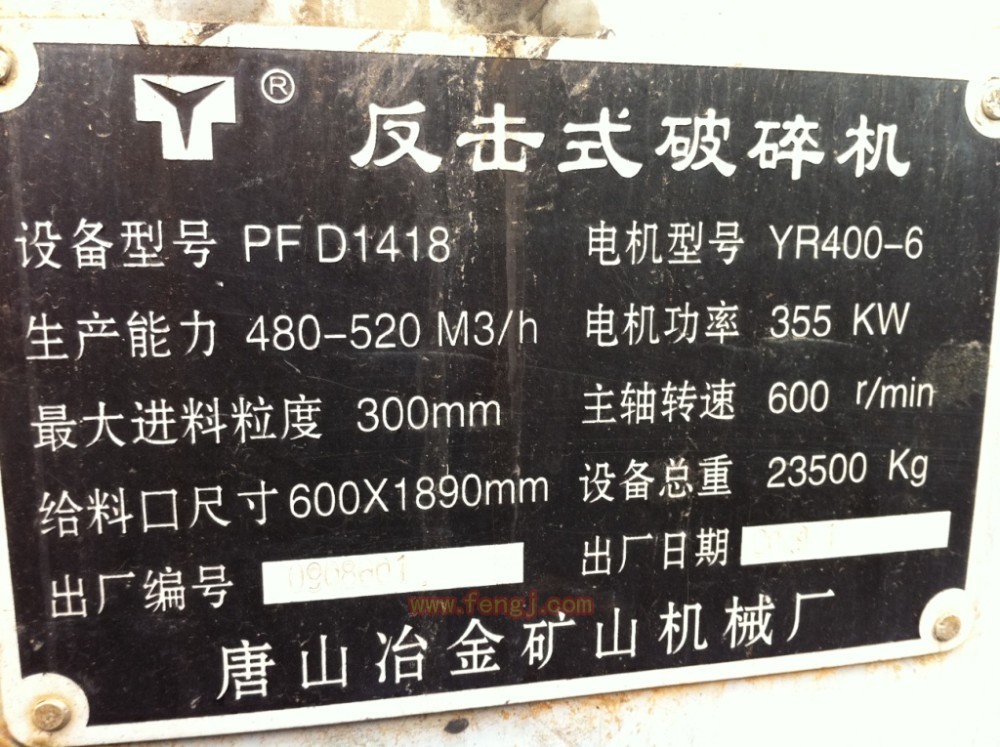 ® 反击式破碎机
设备型号 PF D1418 电机型号 YR400-6
生产能力 480-520 M3/h 电机功率 355 KW
最大进料粒度 300mm 主轴转速 600 r/min
给料口尺寸 600X1890mm 设备总重 23500 Kg
出厂编号 出厂日期
www.fengj.com
唐山冶金矿山机械厂